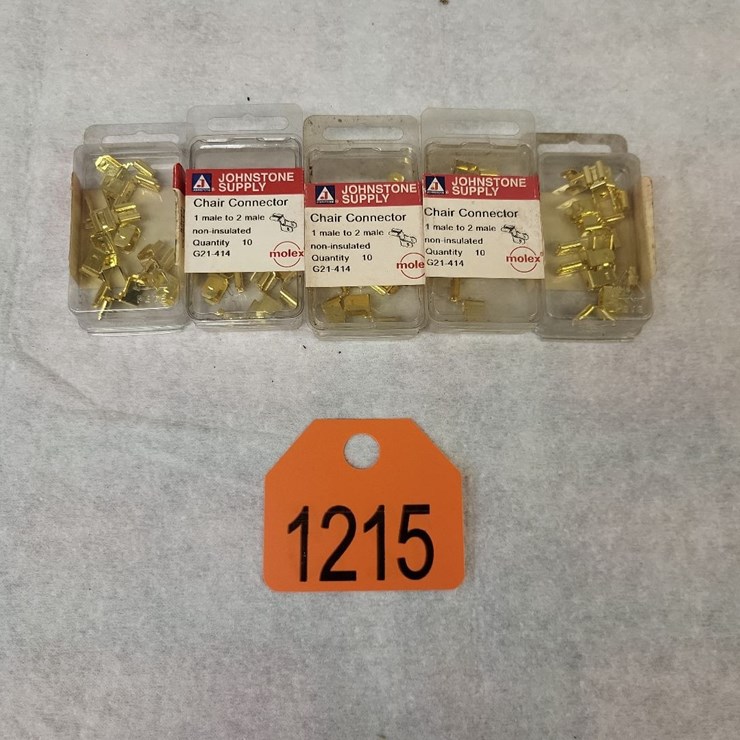 JOHNSTONE
SUPPLY
Chair Connector
1 male to 2 male
non-insulated
Quantity 10
G21-414
molex
JOHNSTONE
SUPPLY
Chair Connector
1 male to 2 male
non-insulated
Quantity 10
G21-414
mole
JOHNSTONE
SUPPLY
Chair Connector
1 male to 2 male
non-insulated
Quantity 10
G21-414
molex
1215